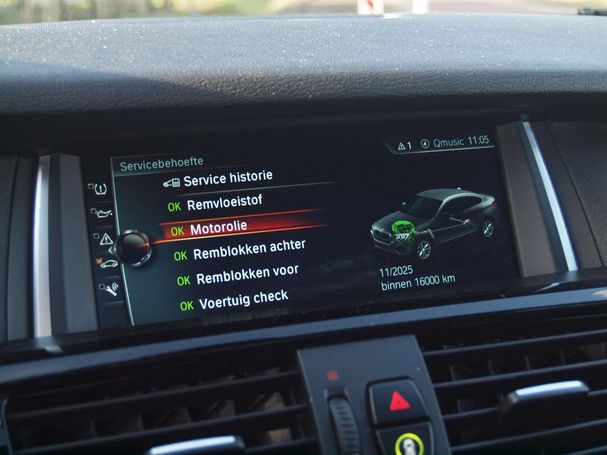 Servicebehoefte
1 4 Qmusic 11:05
Service historie
OK Remvloeistof
OK Motorolie
OK Remblokken achter
OK Remblokken voor
OK Voertuig check
11/2025
binnen 16000 km